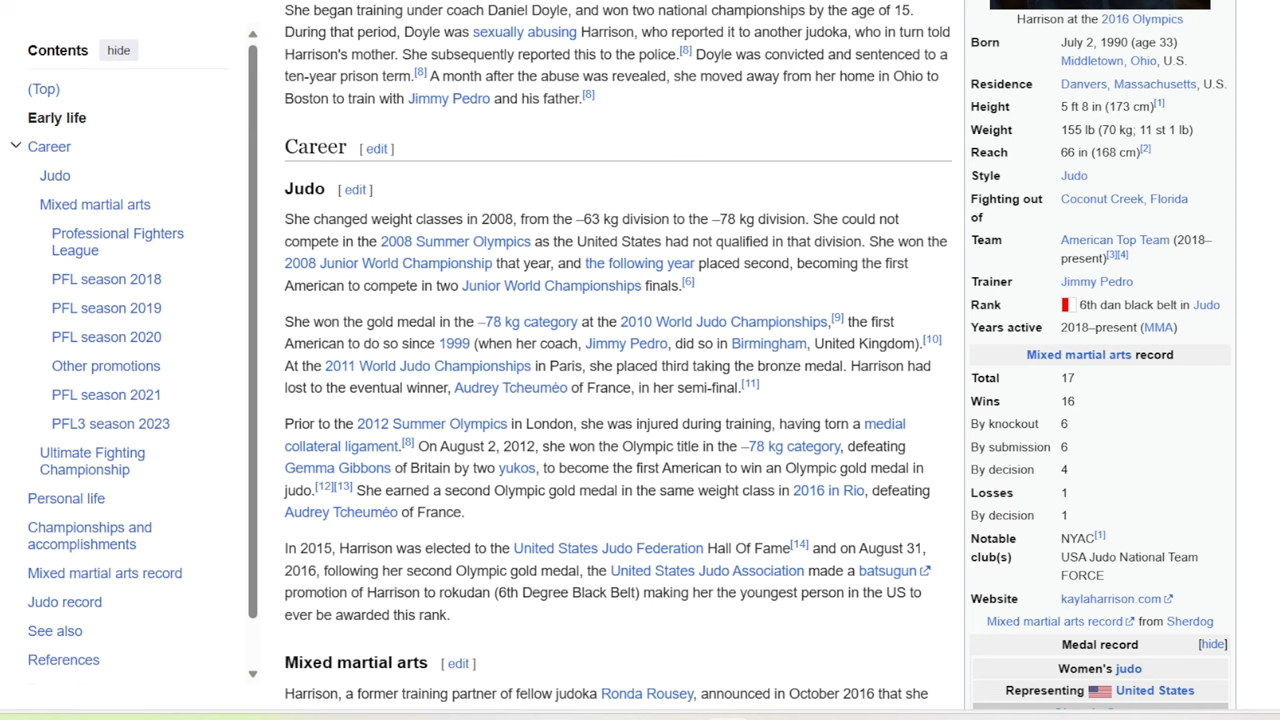 Contents hide
(Top)
Early life
Career
Judo
Mixed martial arts
Professional Fighters
League
PFL season 2018
PFL season 2019
PFL season 2020
Other promotions
PFL season 2021
PFL3 season 2023
Ultimate Fighting
Championship
Personal life
Championships and
accomplishments
Mixed martial arts record
Judo record
See also
References
She began training under coach Daniel Doyle, and won two national championships by the age of 15.
During that period, Doyle was sexually abusing Harrison, who reported it to another judoka, who in turn told
Harrison's mother. She subsequently reported this to the police.[8] Doyle was convicted and sentenced to a
ten-year prison term.[8] A month after the abuse was revealed, she moved away from her home in Ohio to
Boston to train with Jimmy Pedro and his father.[8]
Career [ edit ]
Judo [ edit ]
She changed weight classes in 2008, from the –63 kg division to the –78 kg division. She could not
compete in the 2008 Summer Olympics as the United States had not qualified in that division. She won the
2008 Junior World Championship that year, and the following year placed second, becoming the first
American to compete in two Junior World Championships finals.[6]
She won the gold medal in the –78 kg category at the 2010 World Judo Championships,[9] the first
American to do so since 1999 (when her coach, Jimmy Pedro, did so in Birmingham, United Kingdom).[10]
At the 2011 World Judo Championships in Paris, she placed third taking the bronze medal. Harrison had
lost to the eventual winner, Audrey Tcheuméo of France, in her semi-final.[11]
Prior to the 2012 Summer Olympics in London, she was injured during training, having torn a medial
collateral ligament.[8] On August 2, 2012, she won the Olympic title in the –78 kg category, defeating
Gemma Gibbons of Britain by two yukos, to become the first American to win an Olympic gold medal in
judo.[12][13] She earned a second Olympic gold medal in the same weight class in 2016 in Rio, defeating
Audrey Tcheuméo of France.
In 2015, Harrison was elected to the United States Judo Federation Hall Of Fame[14] and on August 31,
2016, following her second Olympic gold medal, the United States Judo Association made a batsugun
promotion of Harrison to rokudan (6th Degree Black Belt) making her the youngest person in the US to
ever be awarded this rank.
Mixed martial arts [ edit ]
Harrison, a former training partner of fellow judoka Ronda Rousey, announced in October 2016 that she
Harrison at the 2016 Olympics
Born July 2, 1990 (age 33)
Middletown, Ohio, U.S.
Residence Danvers, Massachusetts, U.S.
Height 5 ft 8 in (173 cm)[1]
Weight 155 lb (70 kg; 11 st 1 lb)
Reach 66 in (168 cm)[2]
Style Judo
Fighting out Coconut Creek, Florida
of
Team American Top Team (2018–
present)[3][4]
Trainer Jimmy Pedro
Rank 6th dan black belt in Judo
Years active 2018–present (MMA)
Mixed martial arts record
Total 17
Wins 16
By knockout 6
By submission 6
By decision 4
Losses 1
By decision 1
Notable NYAC[1]
club(s) USA Judo National Team
FORCE
Website kaylaharrison.com
Mixed martial arts record from Sherdog
Medal record [hide]
Women's judo
Representing United States